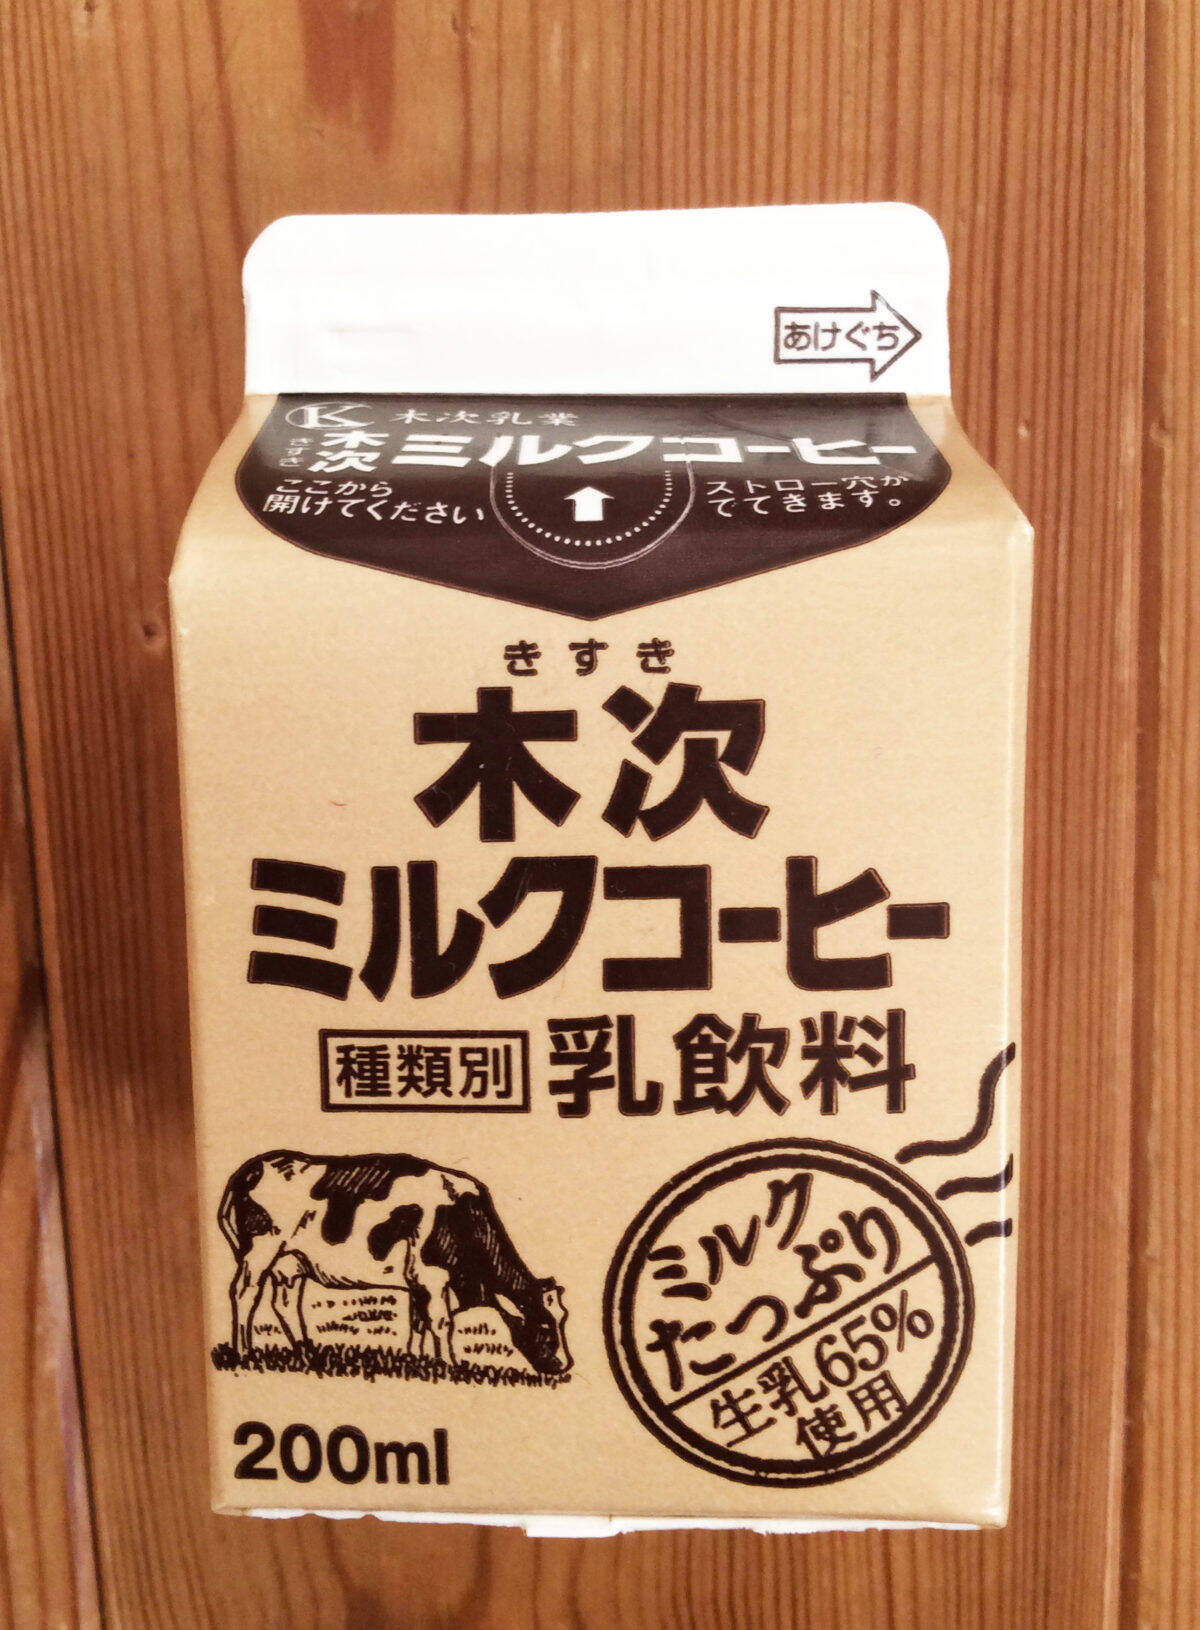 あけぐち
K 木次乳業
きすき
木次ミルクコーヒー
ここから
開けてください
ストロー穴が
でてきます。
きすき
木次
ミルクコーヒー
種類別 乳飲料
ミルク
たっぷり
生乳65%
使用
200ml